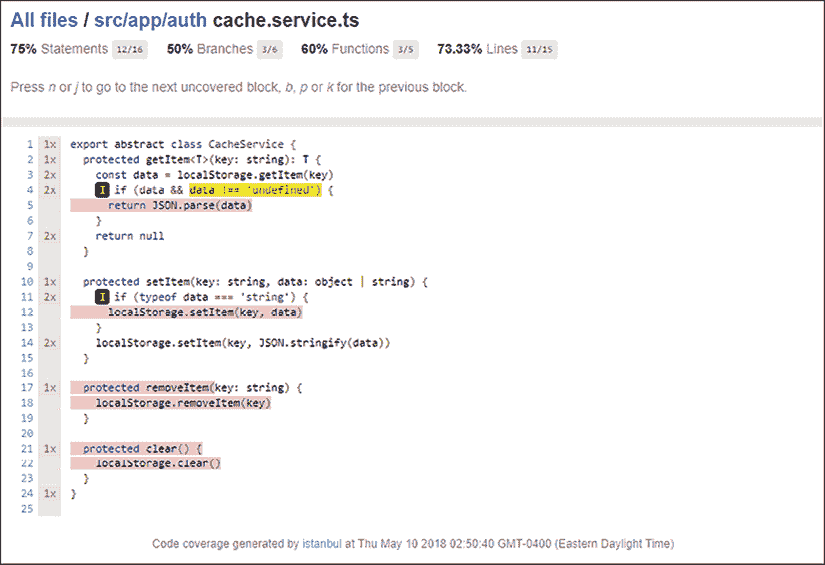 All files / src/app/auth cache.service.ts
75% Statements 12/16 50% Branches 3/6 60% Functions 3/5 73.33% Lines 11/15
Press n or j to go to the next uncovered block, b, p or k for the previous block.
1 1x export abstract class CacheService {
2 1x protected getItem<T>(key: string): T {
3 2x const data = localStorage.getItem(key)
4 2x I if (data && data !== 'undefined') {
5 return JSON.parse(data)
6 }
7 2x return null
8 }
9
10 1x protected setItem(key: string, data: object | string) {
11 2x I if (typeof data === 'string') {
12 localStorage.setItem(key, data)
13 }
14 2x localStorage.setItem(key, JSON.stringify(data))
15 }
16
17 1x protected removeItem(key: string) {
18 localStorage.removeItem(key)
19 }
20
21 1x protected clear() {
22 localStorage.clear()
23 }
24 1x }
25
Code coverage generated by istanbul at Thu May 10 2018 02:50:40 GMT-0400 (Eastern Daylight Time)